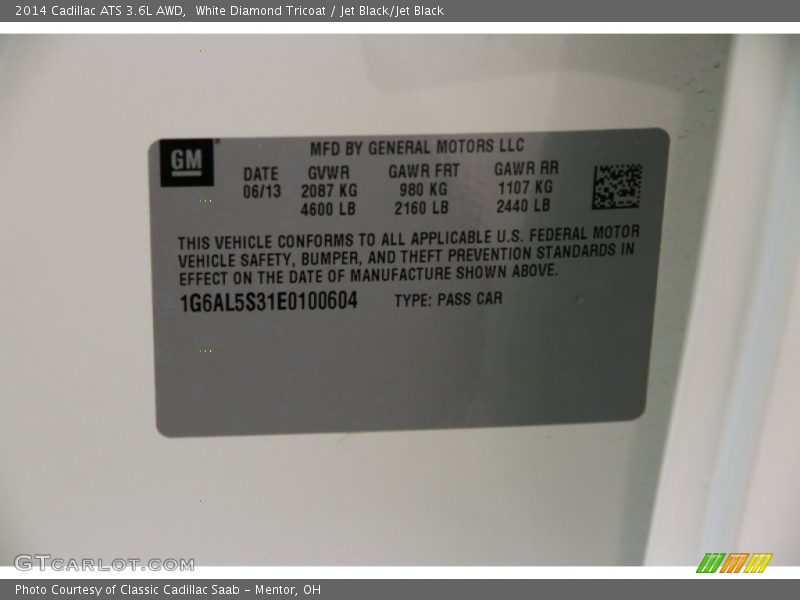 2014 Cadillac ATS 3.6L AWD,  White Diamond Tricoat / Jet Black/Jet Black
GM
MFD BY GENERAL MOTORS LLC
DATE GVWR GAWR FRT GAWR RR
06/13 2087 KG 980 KG 1107 KG
4600 LB 2160 LB 2440 LB
THIS VEHICLE CONFORMS TO ALL APPLICABLE U.S. FEDERAL MOTOR
VEHICLE SAFETY, BUMPER, AND THEFT PREVENTION STANDARDS IN
EFFECT ON THE DATE OF MANUFACTURE SHOWN ABOVE.
1G6AL5S31E0100604 TYPE: PASS CAR
GTCARLOT.COM
Photo Courtesy of Classic Cadillac Saab - Mentor, OH